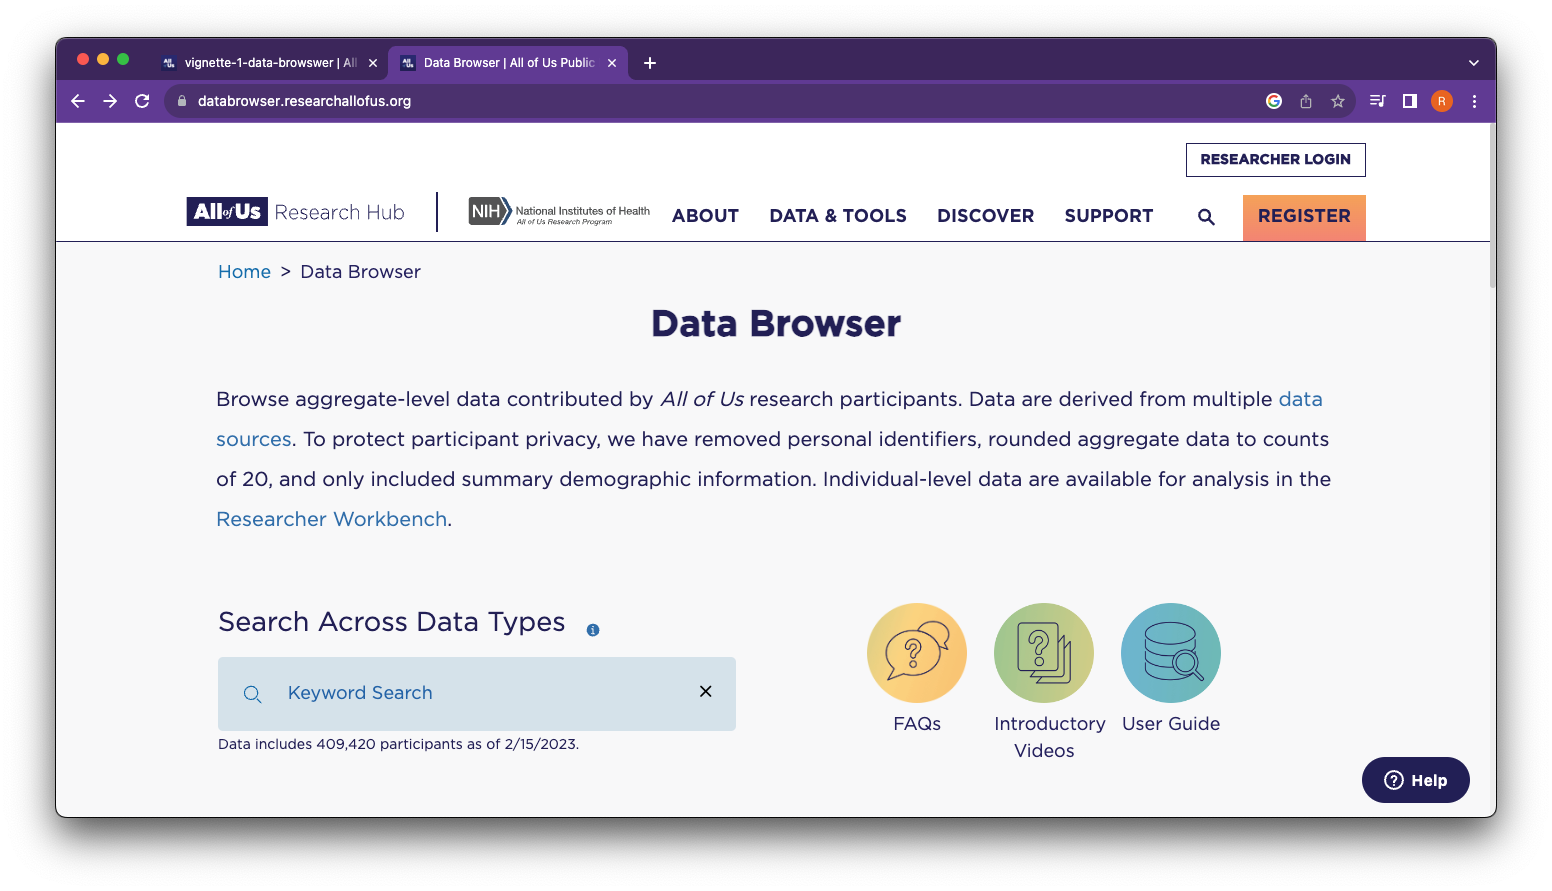 vignette-1-data-browswer | All
Data Browser | All of Us Public
databrowser.researchallofus.org
R
RESEARCHER LOGIN
All of Us Research Hub
NIH National Institutes of Health
All of Us Research Program
ABOUT
DATA & TOOLS
DISCOVER
SUPPORT
REGISTER
Home > Data Browser
Data Browser
Browse aggregate-level data contributed by All of Us research participants. Data are derived from multiple data
sources. To protect participant privacy, we have removed personal identifiers, rounded aggregate data to counts
of 20, and only included summary demographic information. Individual-level data are available for analysis in the
Researcher Workbench.
Search Across Data Types
Keyword Search
Data includes 409,420 participants as of 2/15/2023.
FAQs
Introductory
Videos
User Guide
Help